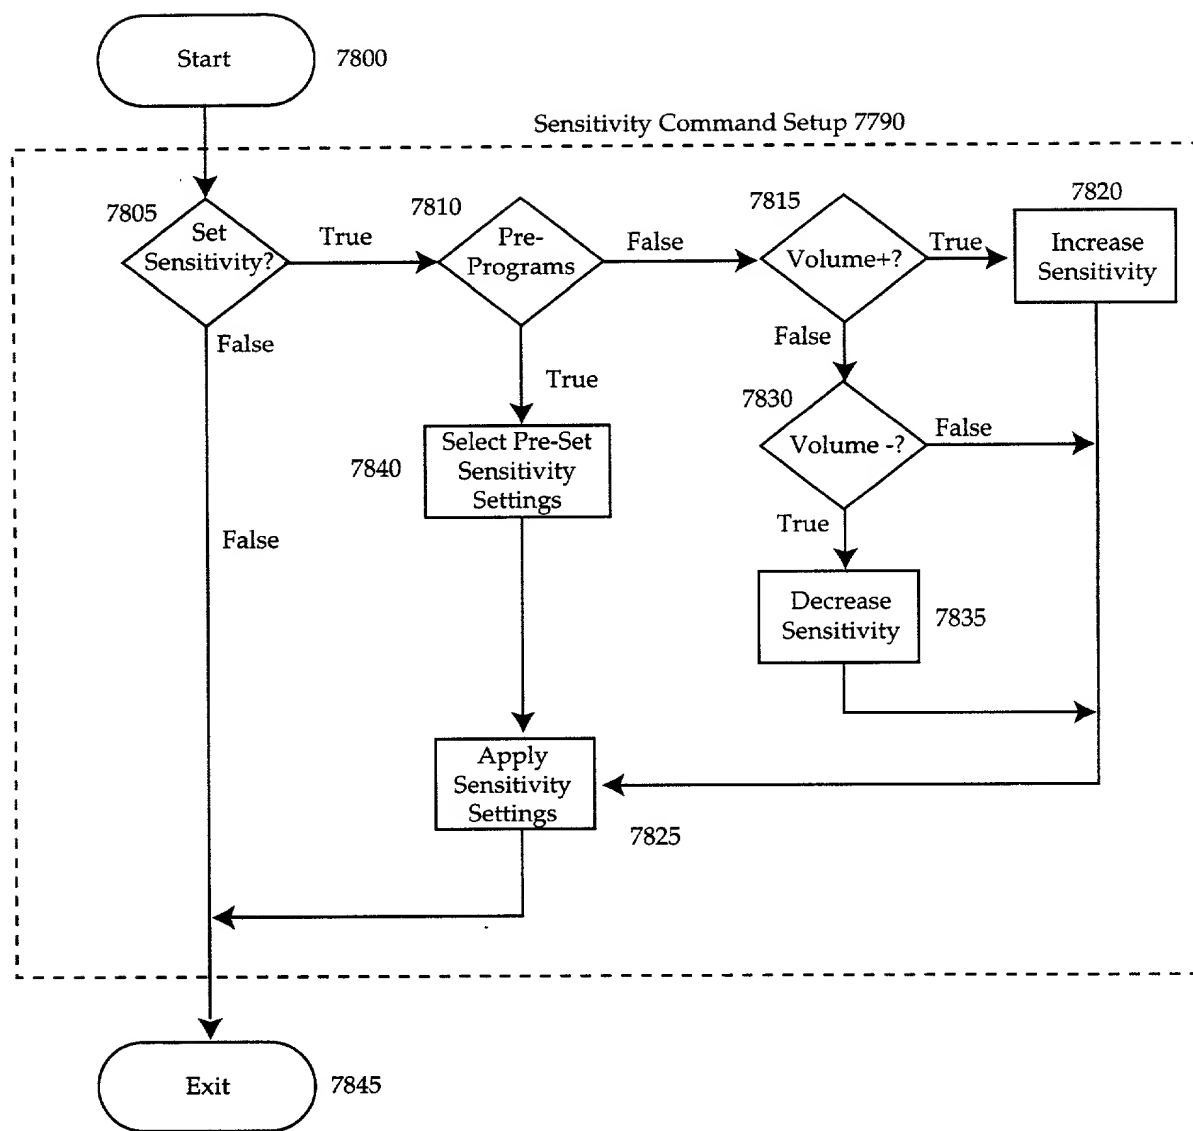 Start
7800
Sensitivity Command Setup 7790
7805
Set
Sensitivity?
True
False
False
7810
Pre-
Programs
False
True
7815
Volume+?
True
False
7820
Increase
Sensitivity
7830
Volume -?
False
True
7840
Select Pre-Set
Sensitivity
Settings
Decrease
Sensitivity
7835
Apply
Sensitivity
Settings
7825
Exit
7845